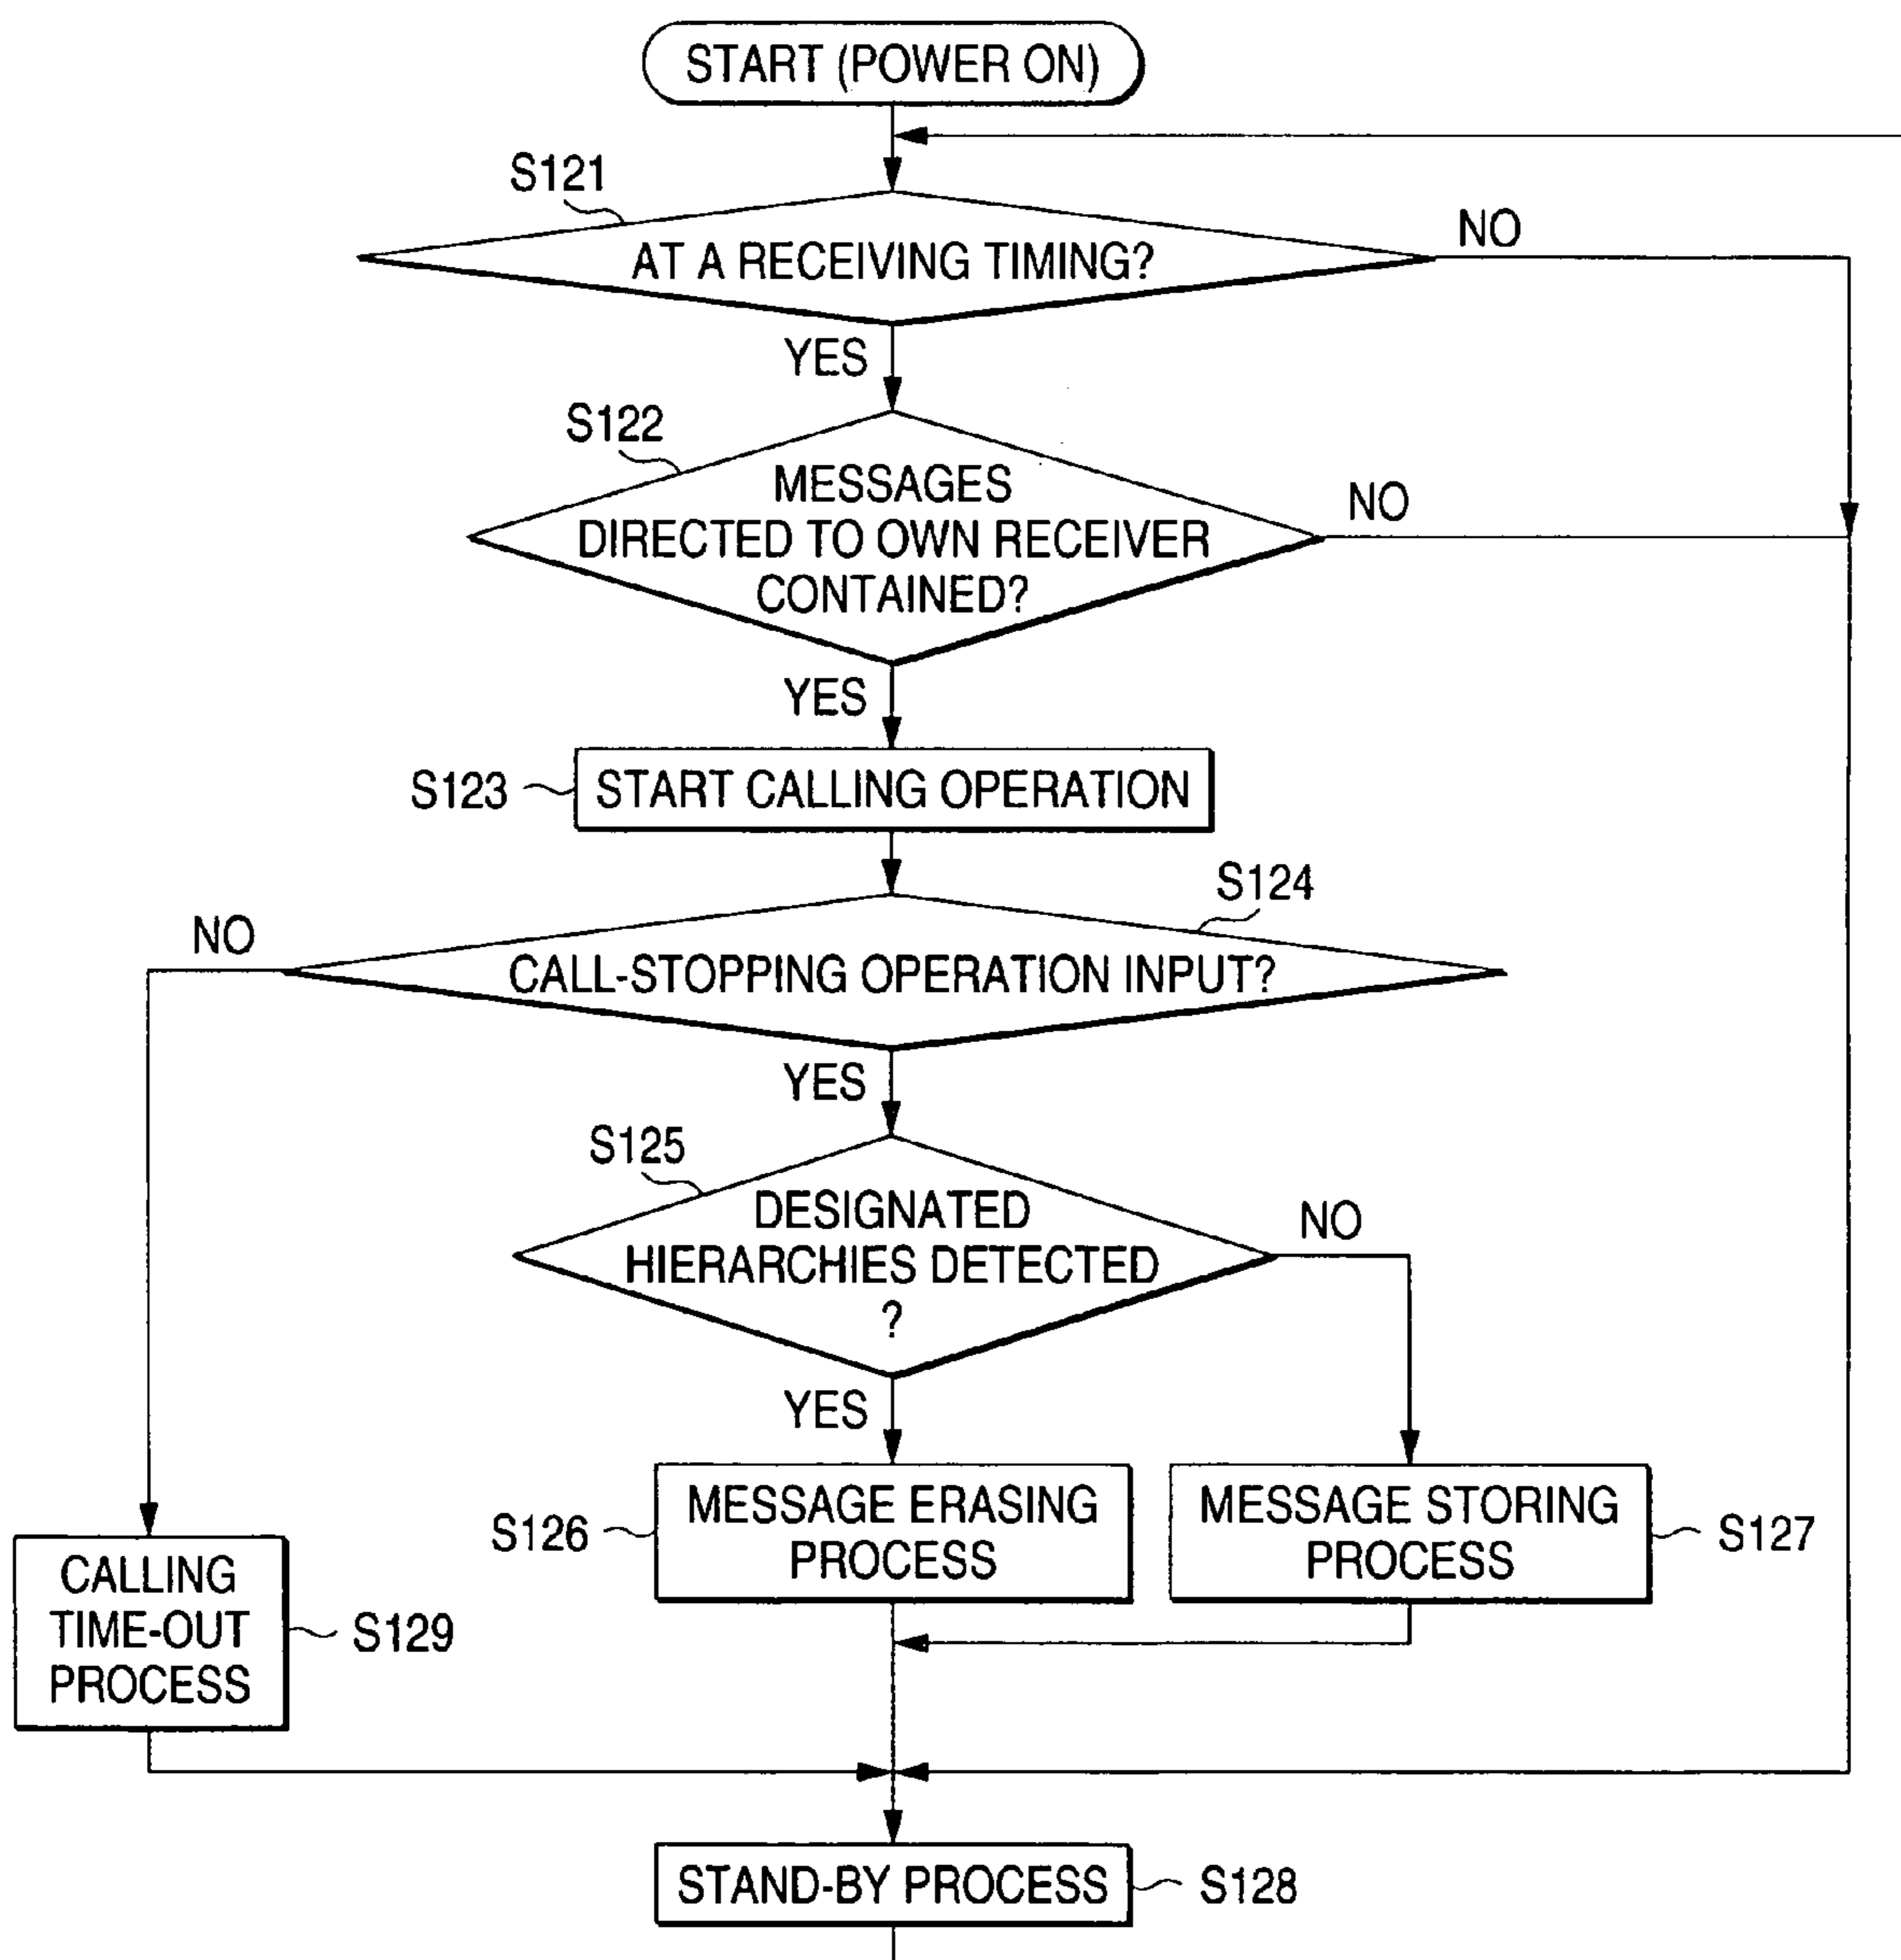 START (POWER ON)
S121
AT A RECEIVING TIMING?
NO
YES
S122
MESSAGES
DIRECTED TO OWN RECEIVER
CONTAINED?
NO
YES
S123
START CALLING OPERATION
S124
NO
CALL-STOPPING OPERATION INPUT?
YES
S125
DESIGNATED
HIERARCHIES DETECTED
?
NO
YES
S126
MESSAGE ERASING
PROCESS
MESSAGE STORING
PROCESS
S127
CALLING
TIME-OUT
PROCESS
S129
STAND-BY PROCESS
S128